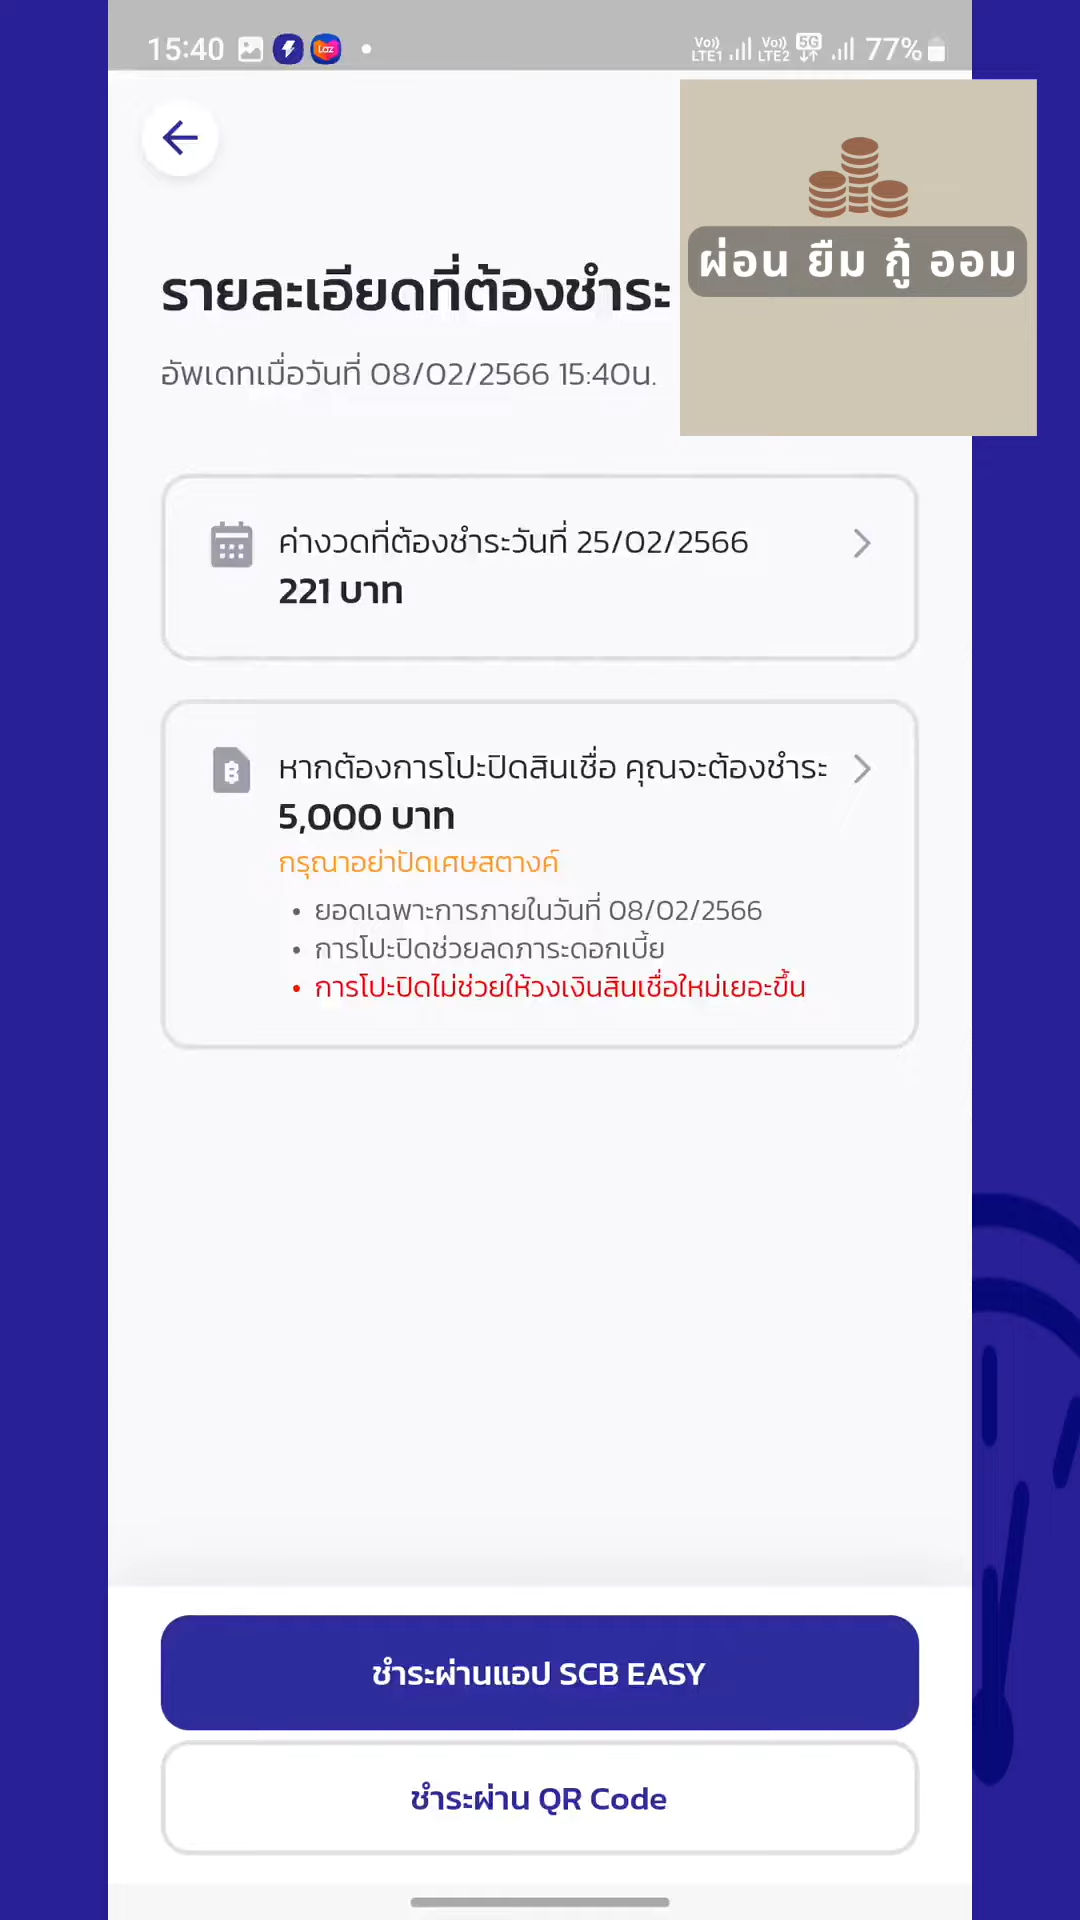 15:40
Laz
Vo)) LTE1 Vo)) LTE2 5G 77%
ผ่อน ยืม กู้ ออม
รายละเอียดที่ต้องชำระ
อัพเดทเมื่อวันที่ 08/02/2566 15:40น.
ค่างวดที่ต้องชำระวันที่ 25/02/2566
221 บาท
หากต้องการโปะปิดสินเชื่อ คุณจะต้องชำระ
5,000 บาท
กรุณาอย่าปัดเศษสตางค์
• ยอดเฉพาะการภายในวันที่ 08/02/2566
• การโปะปิดช่วยลดภาระดอกเบี้ย
• การโปะปิดไม่ช่วยให้วงเงินสินเชื่อใหม่เยอะขึ้น
ชำระผ่านแอป SCB EASY
ชำระผ่าน QR Code